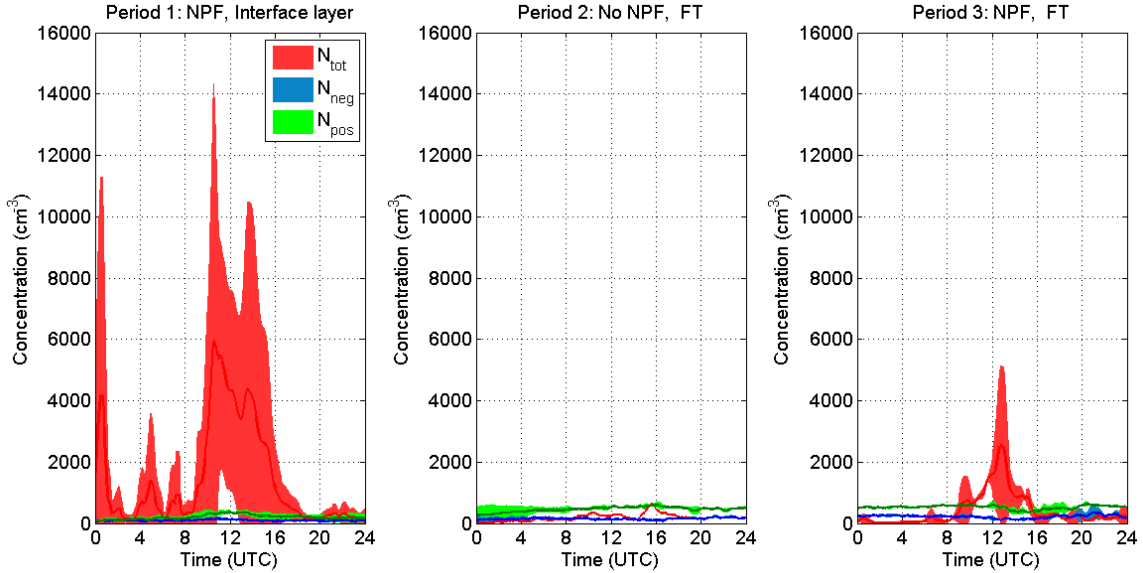 Period 1: NPF, Interface layer
16000
14000
12000
10000
8000
6000
4000
2000
0
Concentration (cm-3)
0 4 8 12 16 20 24
Time (UTC)
Ntot
Nneg
Npos
Period 2: No NPF, FT
16000
14000
12000
10000
8000
6000
4000
2000
0
Concentration (cm-3)
0 4 8 12 16 20 24
Time (UTC)
Period 3: NPF, FT
16000
14000
12000
10000
8000
6000
4000
2000
0
Concentration (cm-3)
0 4 8 12 16 20 24
Time (UTC)